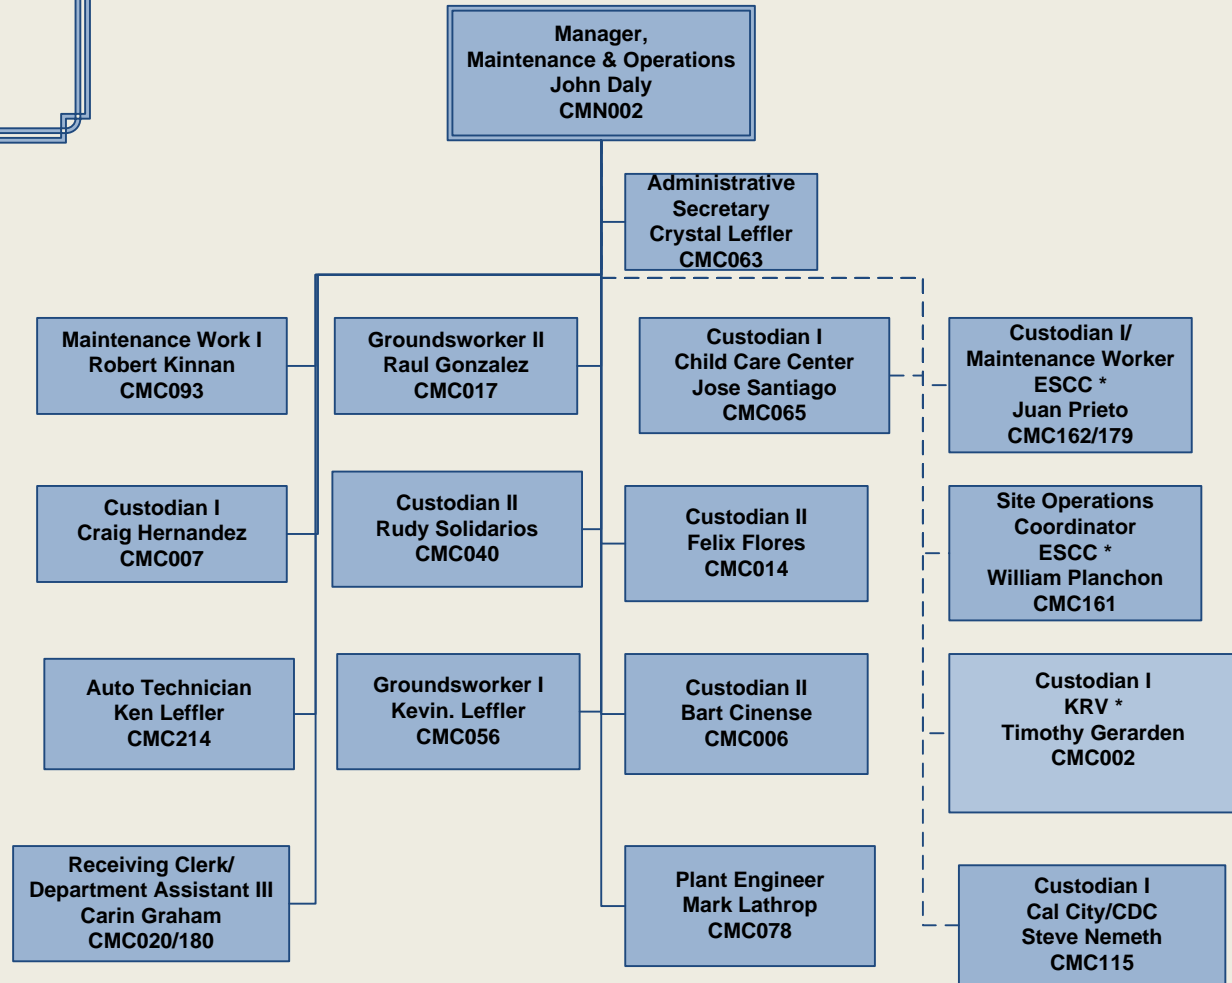 Manager,
Maintenance & Operations
John Daly
CMN002
Administrative
Secretary
Crystal Leffler
CMC063
Maintenance Work I
Robert Kinnan
CMC093
Groundsworker II
Raul Gonzalez
CMC017
Custodian I
Child Care Center
Jose Santiago
CMC065
Custodian I/
Maintenance Worker
ESCC *
Juan Prieto
CMC162/179
Custodian I
Craig Hernandez
CMC007
Custodian II
Rudy Solidarios
CMC040
Custodian II
Felix Flores
CMC014
Site Operations
Coordinator
ESCC *
William Planchon
CMC161
Auto Technician
Ken Leffler
CMC214
Groundsworker I
Kevin. Leffler
CMC056
Custodian II
Bart Cinense
CMC006
Custodian I
KRV *
Timothy Gerarden
CMC002
Receiving Clerk/
Department Assistant III
Carin Graham
CMC020/180
Plant Engineer
Mark Lathrop
CMC078
Custodian I
Cal City/CDC
Steve Nemeth
CMC115